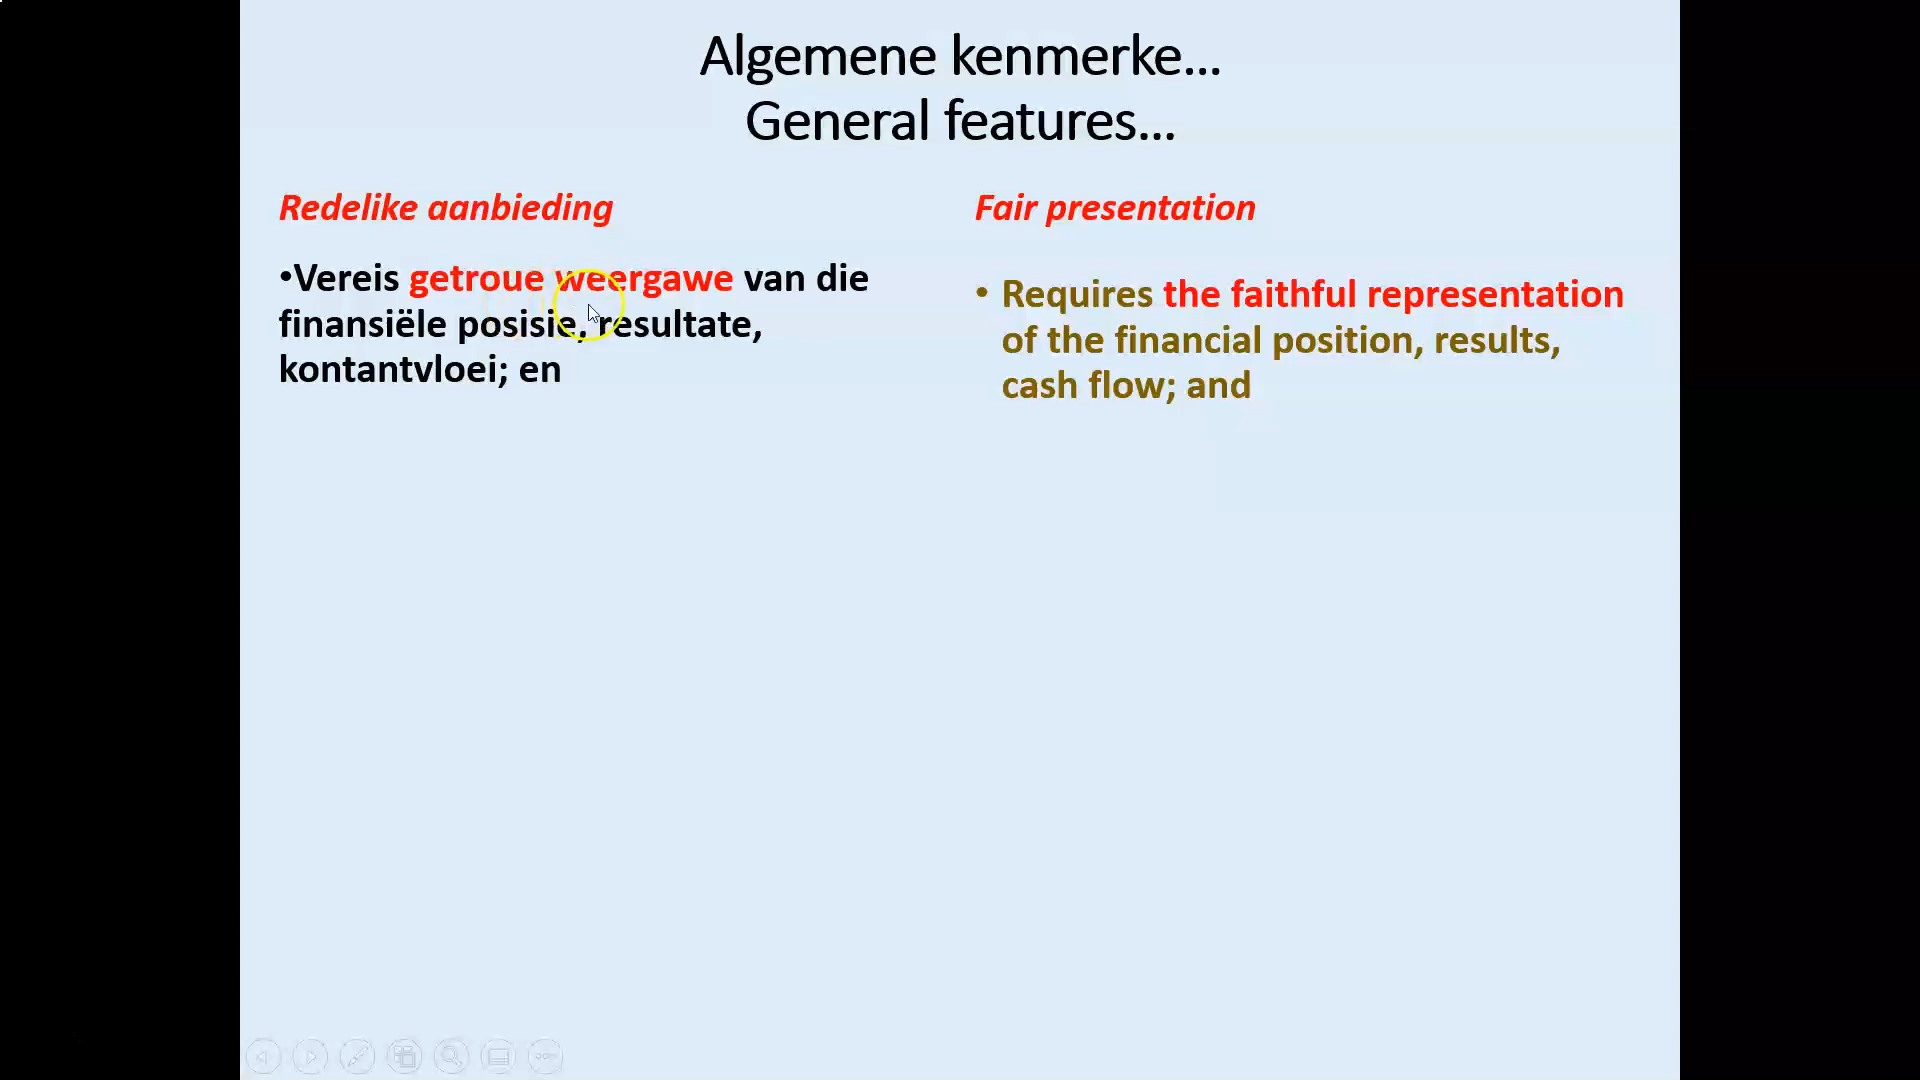 Algemene kenmerke...
General features...
Redelike aanbieding
•Vereis getroue weergawe van die
finansiële posisie, resultate,
kontantvloei; en
Fair presentation
• Requires the faithful representation
of the financial position, results,
cash flow; and